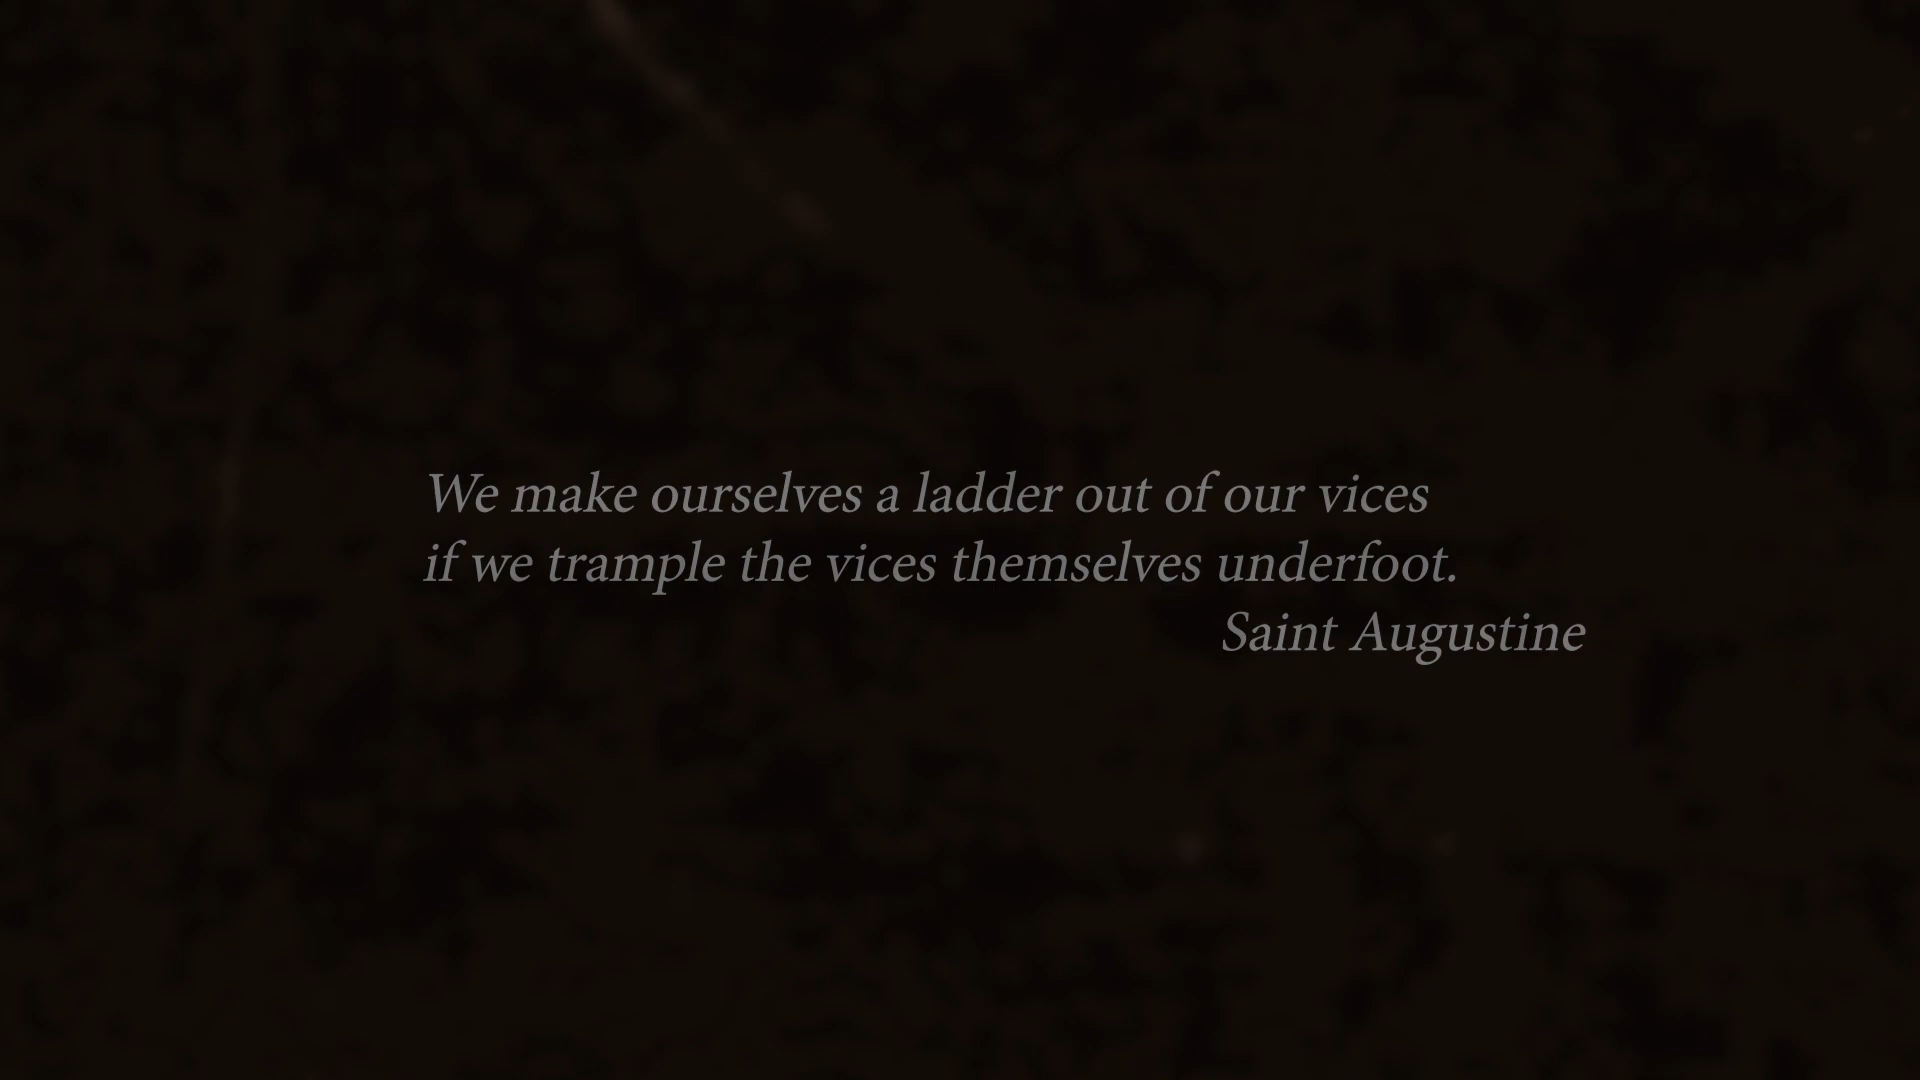 We make ourselves a ladder out of our vices
if we trample the vices themselves underfoot.
Saint Augustine